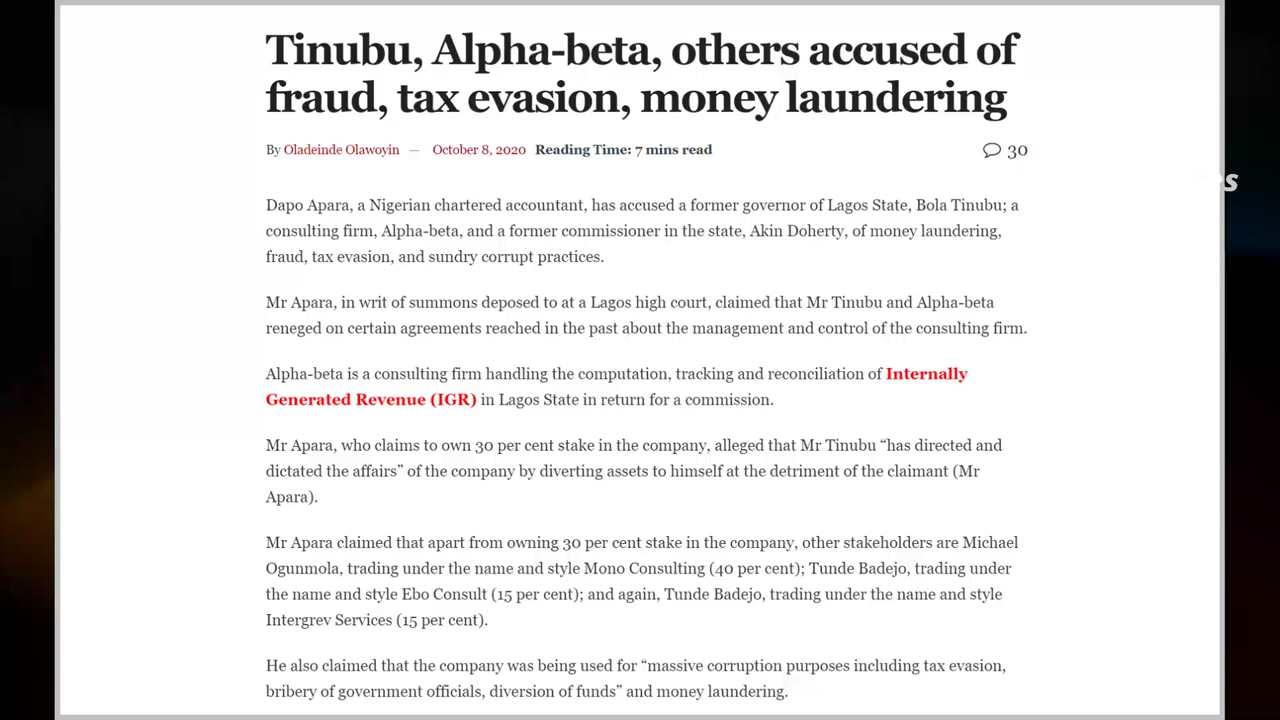 Tinubu, Alpha-beta, others accused of
fraud, tax evasion, money laundering
By Oladeinde Olawoyin — October 8, 2020 Reading Time: 7 mins read 30
Dapo Apara, a Nigerian chartered accountant, has accused a former governor of Lagos State, Bola Tinubu; a
consulting firm, Alpha-beta, and a former commissioner in the state, Akin Doherty, of money laundering,
fraud, tax evasion, and sundry corrupt practices.
Mr Apara, in writ of summons deposed to at a Lagos high court, claimed that Mr Tinubu and Alpha-beta
reneged on certain agreements reached in the past about the management and control of the consulting firm.
Alpha-beta is a consulting firm handling the computation, tracking and reconciliation of Internally
Generated Revenue (IGR) in Lagos State in return for a commission.
Mr Apara, who claims to own 30 per cent stake in the company, alleged that Mr Tinubu “has directed and
dictated the affairs” of the company by diverting assets to himself at the detriment of the claimant (Mr
Apara).
Mr Apara claimed that apart from owning 30 per cent stake in the company, other stakeholders are Michael
Ogunmola, trading under the name and style Mono Consulting (40 per cent); Tunde Badejo, trading under
the name and style Ebo Consult (15 per cent); and again, Tunde Badejo, trading under the name and style
Intergrev Services (15 per cent).
He also claimed that the company was being used for “massive corruption purposes including tax evasion,
bribery of government officials, diversion of funds” and money laundering.